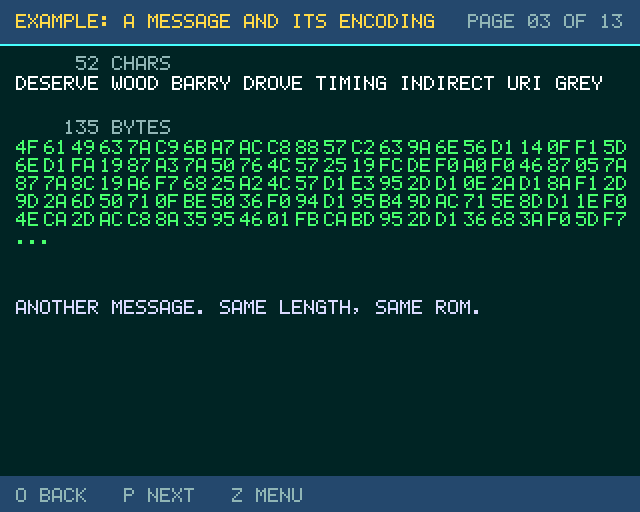 EXAMPLE: A MESSAGE AND ITS ENCODING PAGE 03 OF 13
52 CHARS
DESERVE WOOD BARRY DROVE TIMING INDIRECT URI GREY
135 BYTES
4F 61 49 63 7A C9 6B A7 AC C8 88 57 C2 63 9A 6E 56 D1 14 0F F1 5D
6E D1 FA 19 87 A3 7A 50 76 4C 57 25 19 FC DE F0 A0 F0 46 87 05 7A
87 7A 8C 19 A6 F7 68 25 A2 4C 57 D1 E3 95 2D D1 0E 2A D1 8A F1 2D
9D 2A 6D 50 71 0F BE 50 36 F0 94 D1 95 B4 9D AC 71 5E 8D D1 1E F0
4E CA 2D AC C8 8A 35 95 46 01 FB CA BD 95 2D D1 36 68 3A F0 5D F7
...
ANOTHER MESSAGE. SAME LENGTH, SAME ROM.
O BACK P NEXT Z MENU